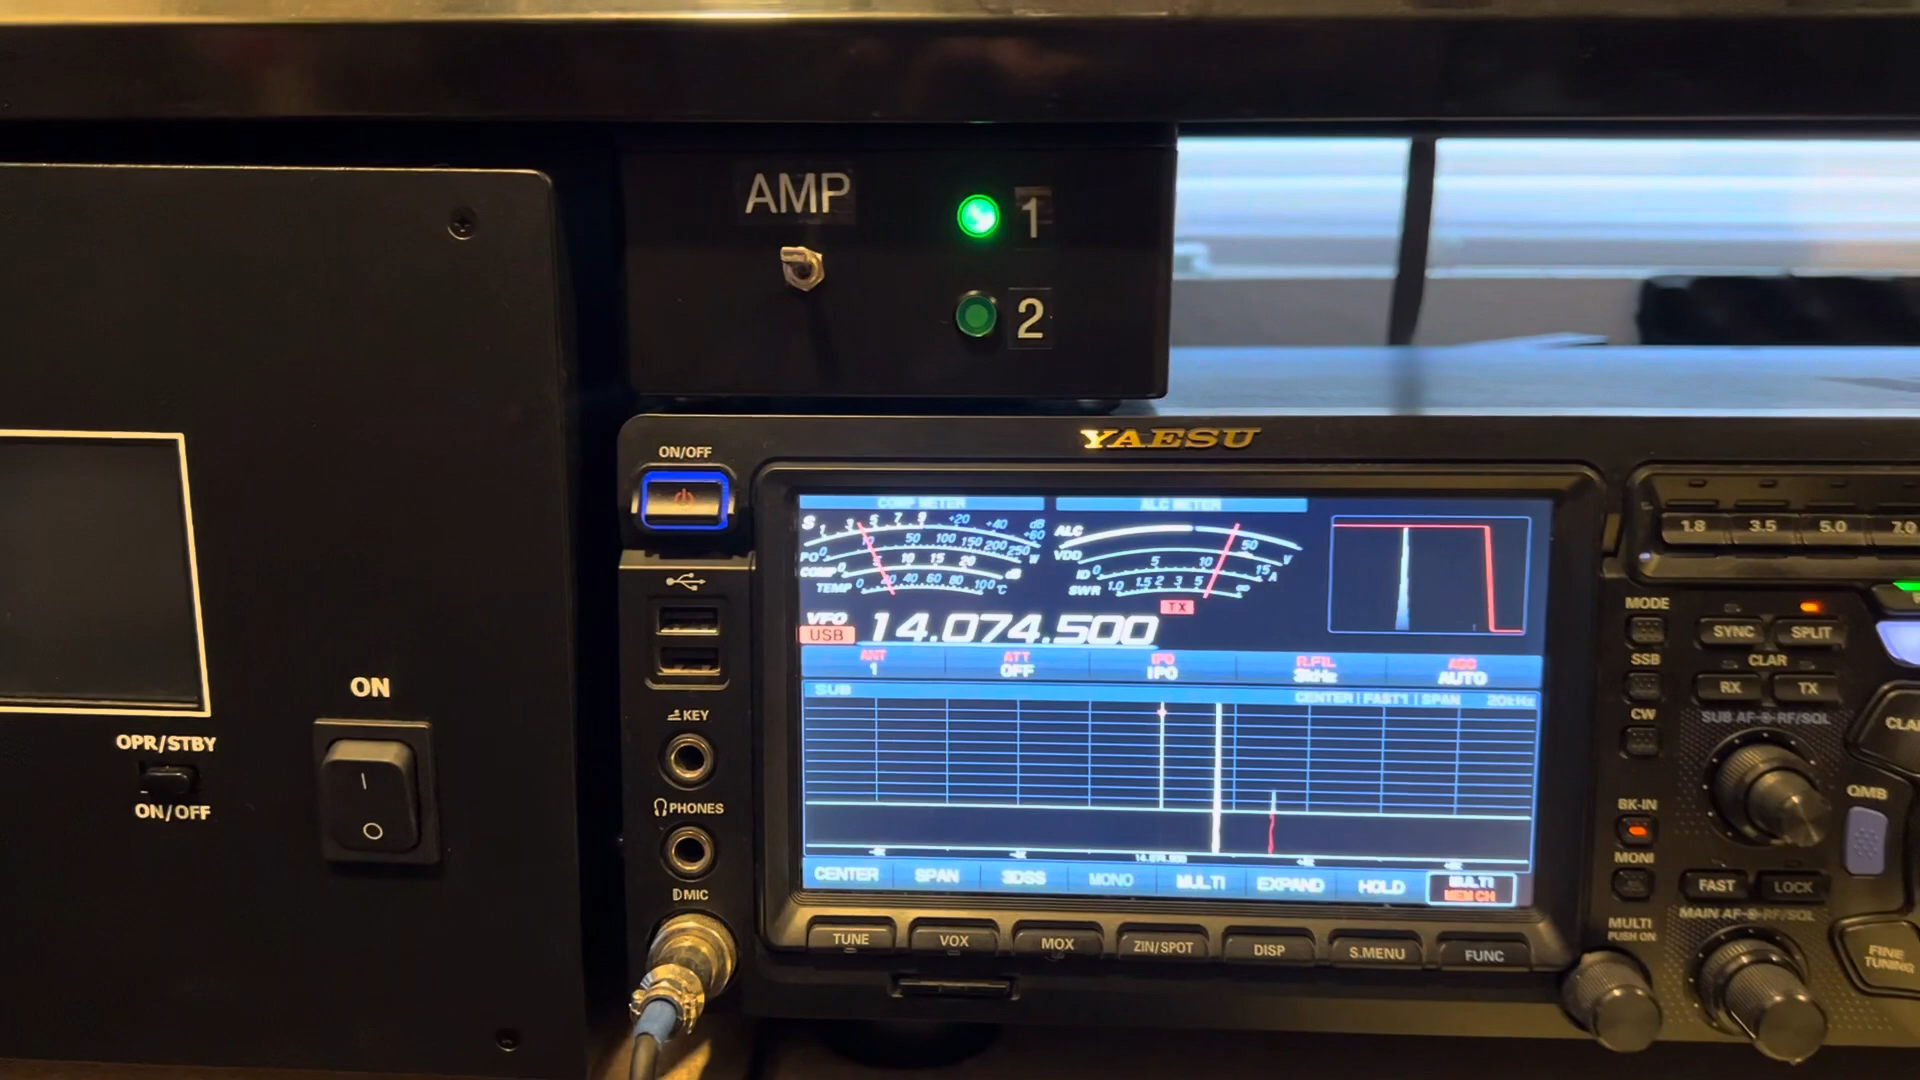 AMP
1
2
YAESU
ON/OFF
COMP METER
ALC METER
S 1 3 5 7 9 +20 +40 +60 dB
PO 0 10 50 100 150 200 250 W
COMP 0 5 10 15 20 dB
TEMP 0 20 40 60 80 100 °C
ALC
VDD 50 V
ID 0 5 10 15 A
SWR 1.0 1.5 2 3 5 ∞
TX
VFO
USB
14.074.500
ANT
1
ATT
OFF
IPO
IPO
R.FIL
3kHz
AGC
AUTO
SUB
CENTER | FAST1 | SPAN 20kHz
14.074.500
CENTER
SPAN
3DSS
MONO
MULTI
EXPAND
HOLD
MULTI
MEM CH
TUNE
VOX
MOX
ZIN/SPOT
DISP
S.MENU
FUNC
KEY
PHONES
MIC
ON
OPR/STBY
ON/OFF
1.8
3.5
5.0
7.0
MODE
SYNC
SPLIT
SSB
CLAR
RX
TX
CW
SUB AF-RF/SQL
QMB
BK-IN
MONI
FAST
LOCK
MAIN AF-RF/SQL
MULTI
PUSH ON
FINE
TUNING